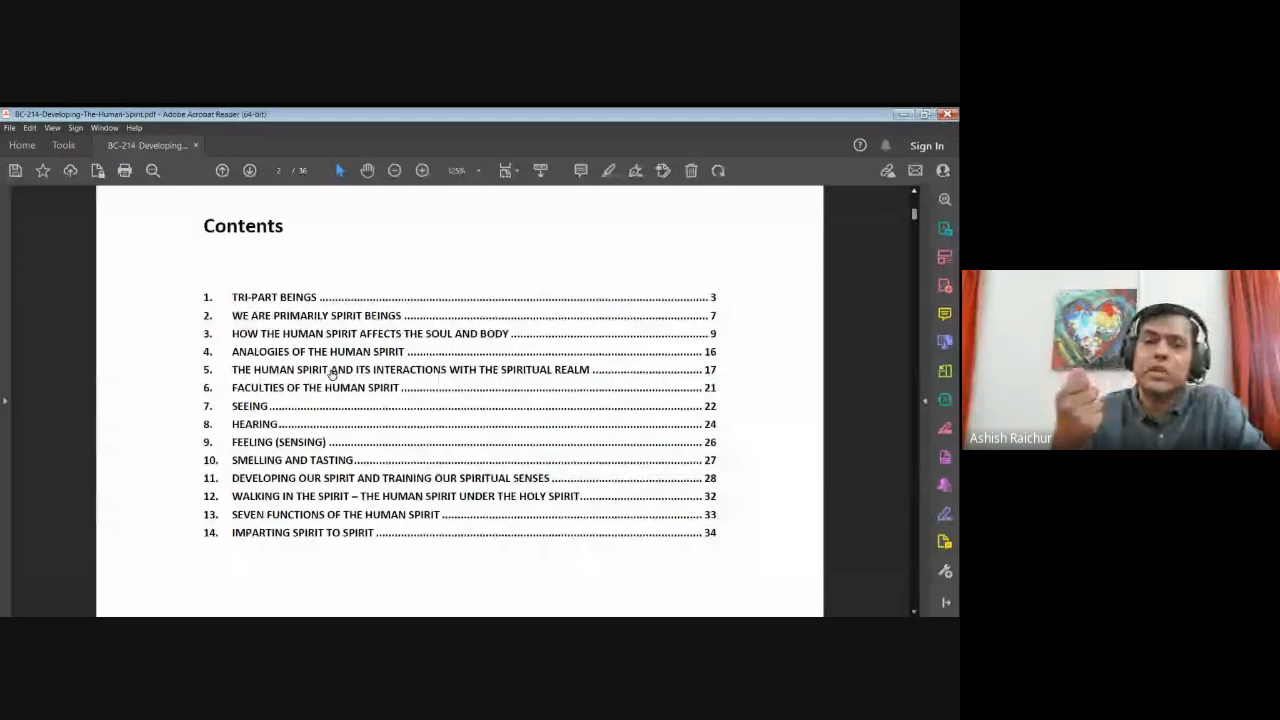 BC-214-Developing-The-Human-Spirit.pdf - Adobe Acrobat Reader (64-bit)
File Edit View Sign Window Help
Home Tools BC-214 Developing... ×
Sign In
2 / 36
125%
Contents
1. TRI-PART BEINGS ........ 3
2. WE ARE PRIMARILY SPIRIT BEINGS ........ 7
3. HOW THE HUMAN SPIRIT AFFECTS THE SOUL AND BODY ........ 9
4. ANALOGIES OF THE HUMAN SPIRIT ........ 16
5. THE HUMAN SPIRIT AND ITS INTERACTIONS WITH THE SPIRITUAL REALM ........ 17
6. FACULTIES OF THE HUMAN SPIRIT ........ 21
7. SEEING ........ 22
8. HEARING ........ 24
9. FEELING (SENSING) ........ 26
10. SMELLING AND TASTING ........ 27
11. DEVELOPING OUR SPIRIT AND TRAINING OUR SPIRITUAL SENSES ........ 28
12. WALKING IN THE SPIRIT – THE HUMAN SPIRIT UNDER THE HOLY SPIRIT ........ 32
13. SEVEN FUNCTIONS OF THE HUMAN SPIRIT ........ 33
14. IMPARTING SPIRIT TO SPIRIT ........ 34
Ashish Raichur